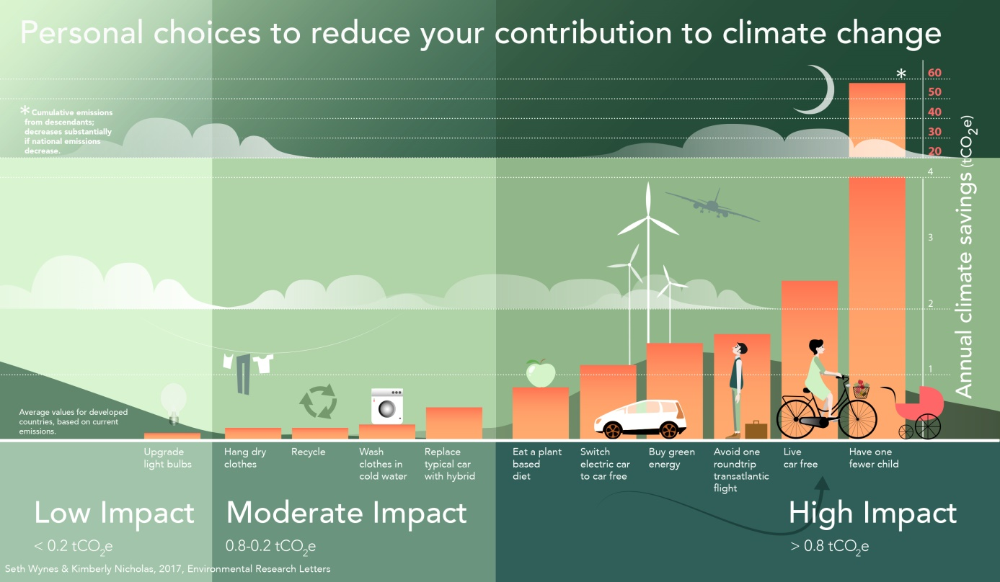 Personal choices to reduce your contribution to climate change
*
60
50
40
30
20
* Cumulative emissions
from descendants;
decreases substantially
if national emissions
decrease.
4
3
2
1
Annual climate savings (tCO₂e)
Average values for developed
countries, based on current
emissions.
Upgrade
light bulbs
Hang dry
clothes
Recycle
Wash
clothes in
cold water
Replace
typical car
with hybrid
Eat a plant
based
diet
Switch
electric car
to car free
Buy green
energy
Avoid one
roundtrip
transatlantic
flight
Live
car free
Have one
fewer child
Low Impact
< 0.2 tCO₂e
Moderate Impact
0.8-0.2 tCO₂e
High Impact
> 0.8 tCO₂e
Seth Wynes & Kimberly Nicholas, 2017, Environmental Research Letters